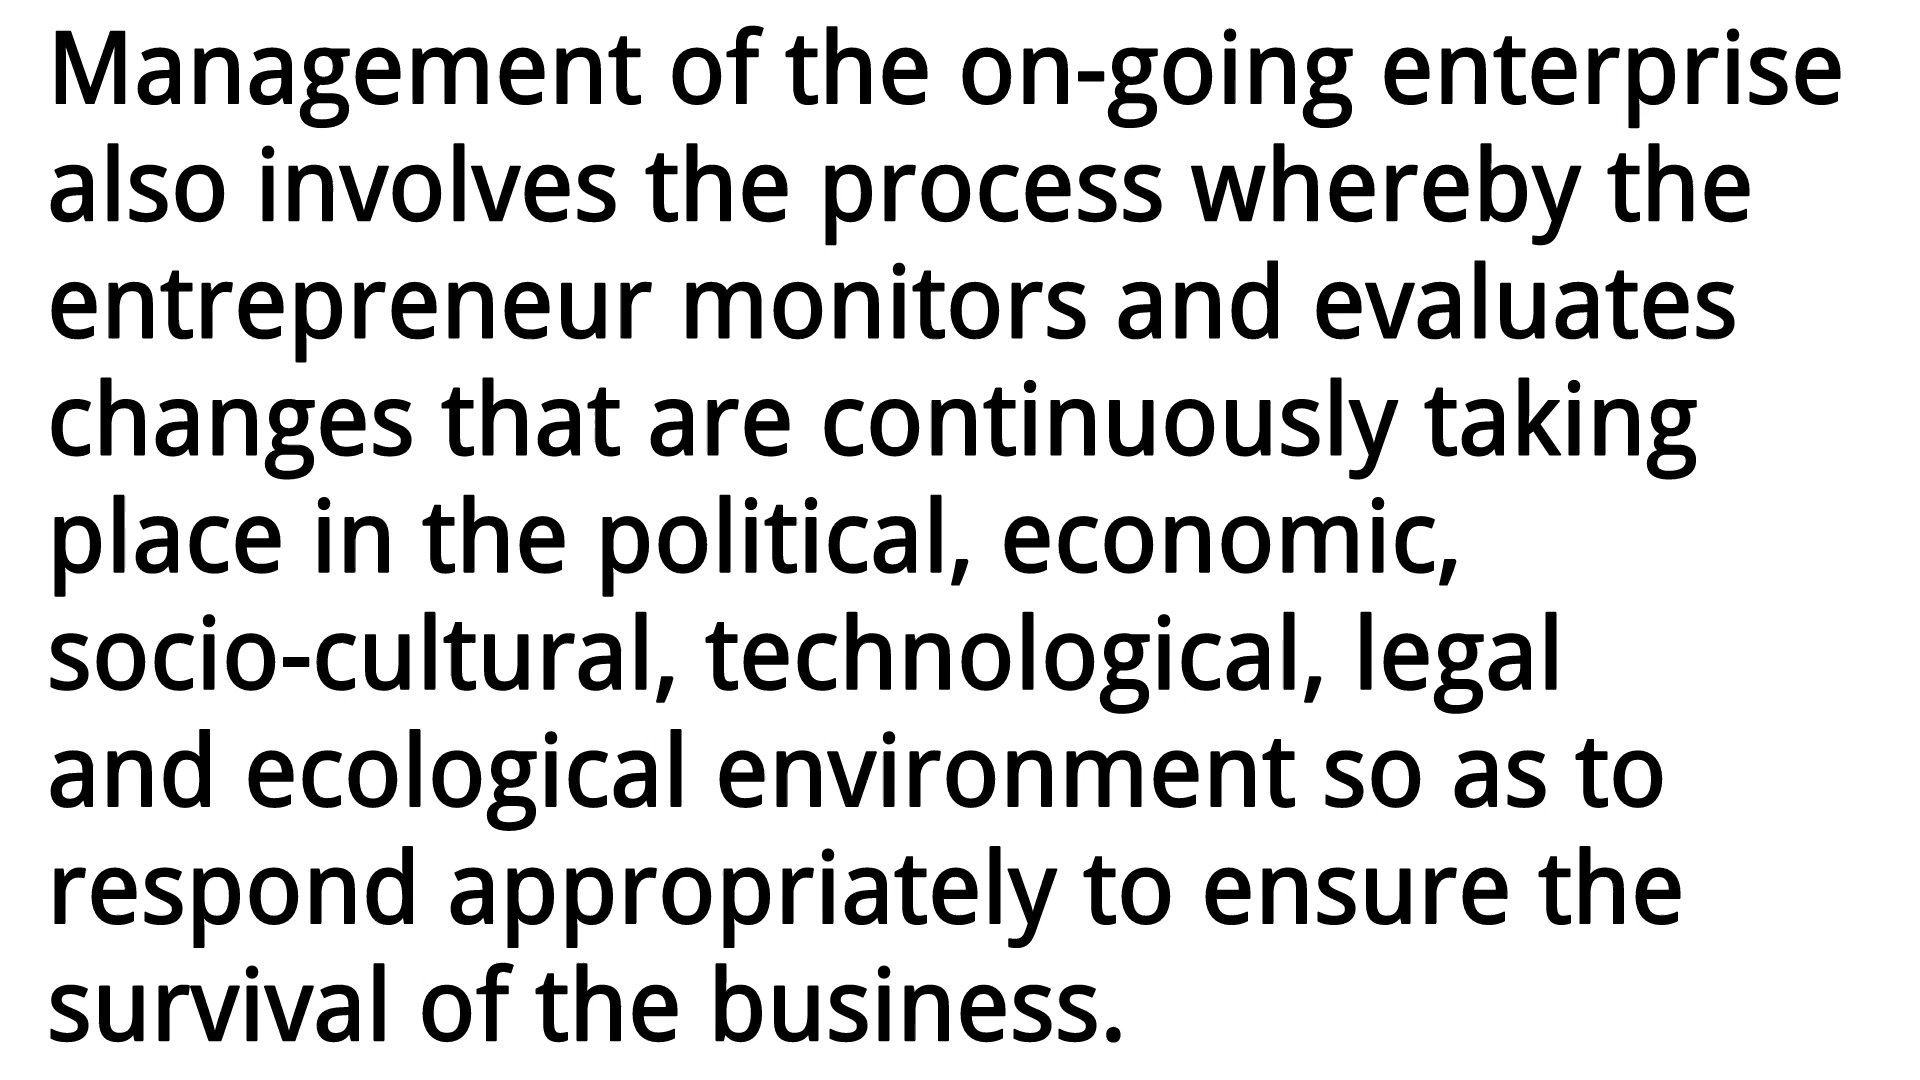 Management of the on-going enterprise
also involves the process whereby the
entrepreneur monitors and evaluates
changes that are continuously taking
place in the political, economic,
socio-cultural, technological, legal
and ecological environment so as to
respond appropriately to ensure the
survival of the business.